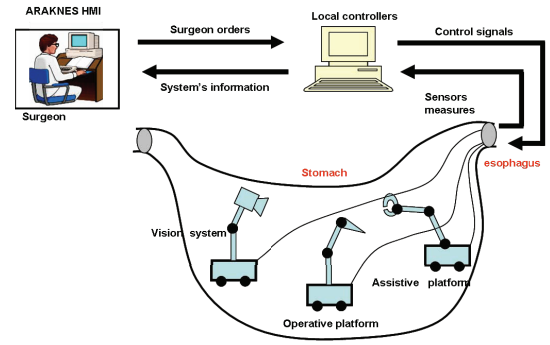 ARAKNES HMI
Surgeon orders
Local controllers
Control signals
System's information
Surgeon
Sensors
measures
esophagus
Stomach
Vision system
Assistive platform
Operative platform